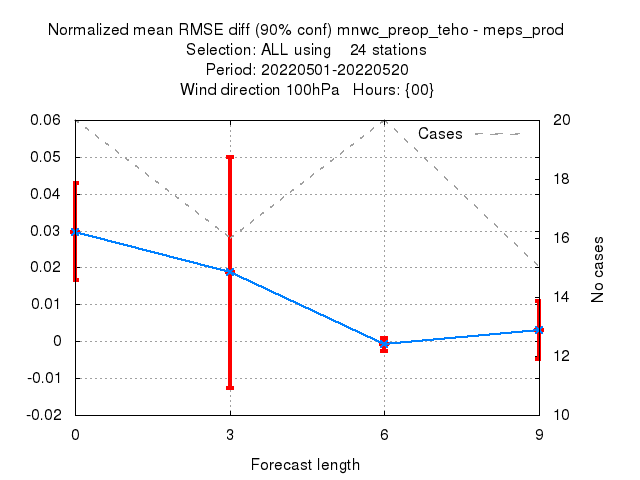 Normalized mean RMSE diff (90% conf) mnwc_preop_teho - meps_prod
Selection: ALL using    24 stations
Period: 20220501-20220520
Wind direction 100hPa   Hours: {00}
Cases
0.06
0.05
0.04
0.03
0.02
0.01
0
-0.01
-0.02
20
18
16
14
12
10
No cases
0 3 6 9
Forecast length